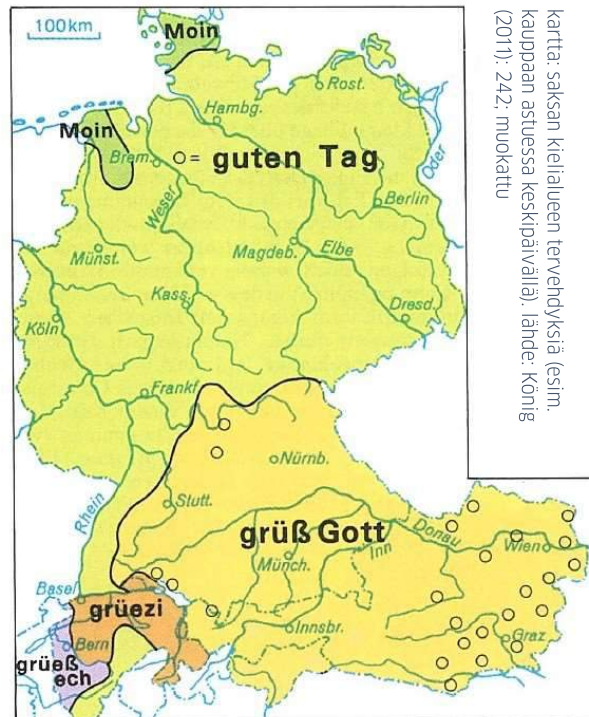 100km
Moin
Rost.
Hambg.
Moin
Brem.
= guten Tag
Oder
Weser
Berlin
Münst.
Magdeb.
Elbe
Kass.
Dresd.
Köln
Frankf.
Nürnb.
Rhein
Stutt.
grüß Gott
Donau
Wien
Inn
Münch.
Basel
grüezi
Innsbr.
Graz
Bern
grüeß
ech
kartta: saksan kielialueen tervehdyksiä (esim.
kauppaan astuessa keskipäivällä), lähde: König
(2011): 242; muokattu